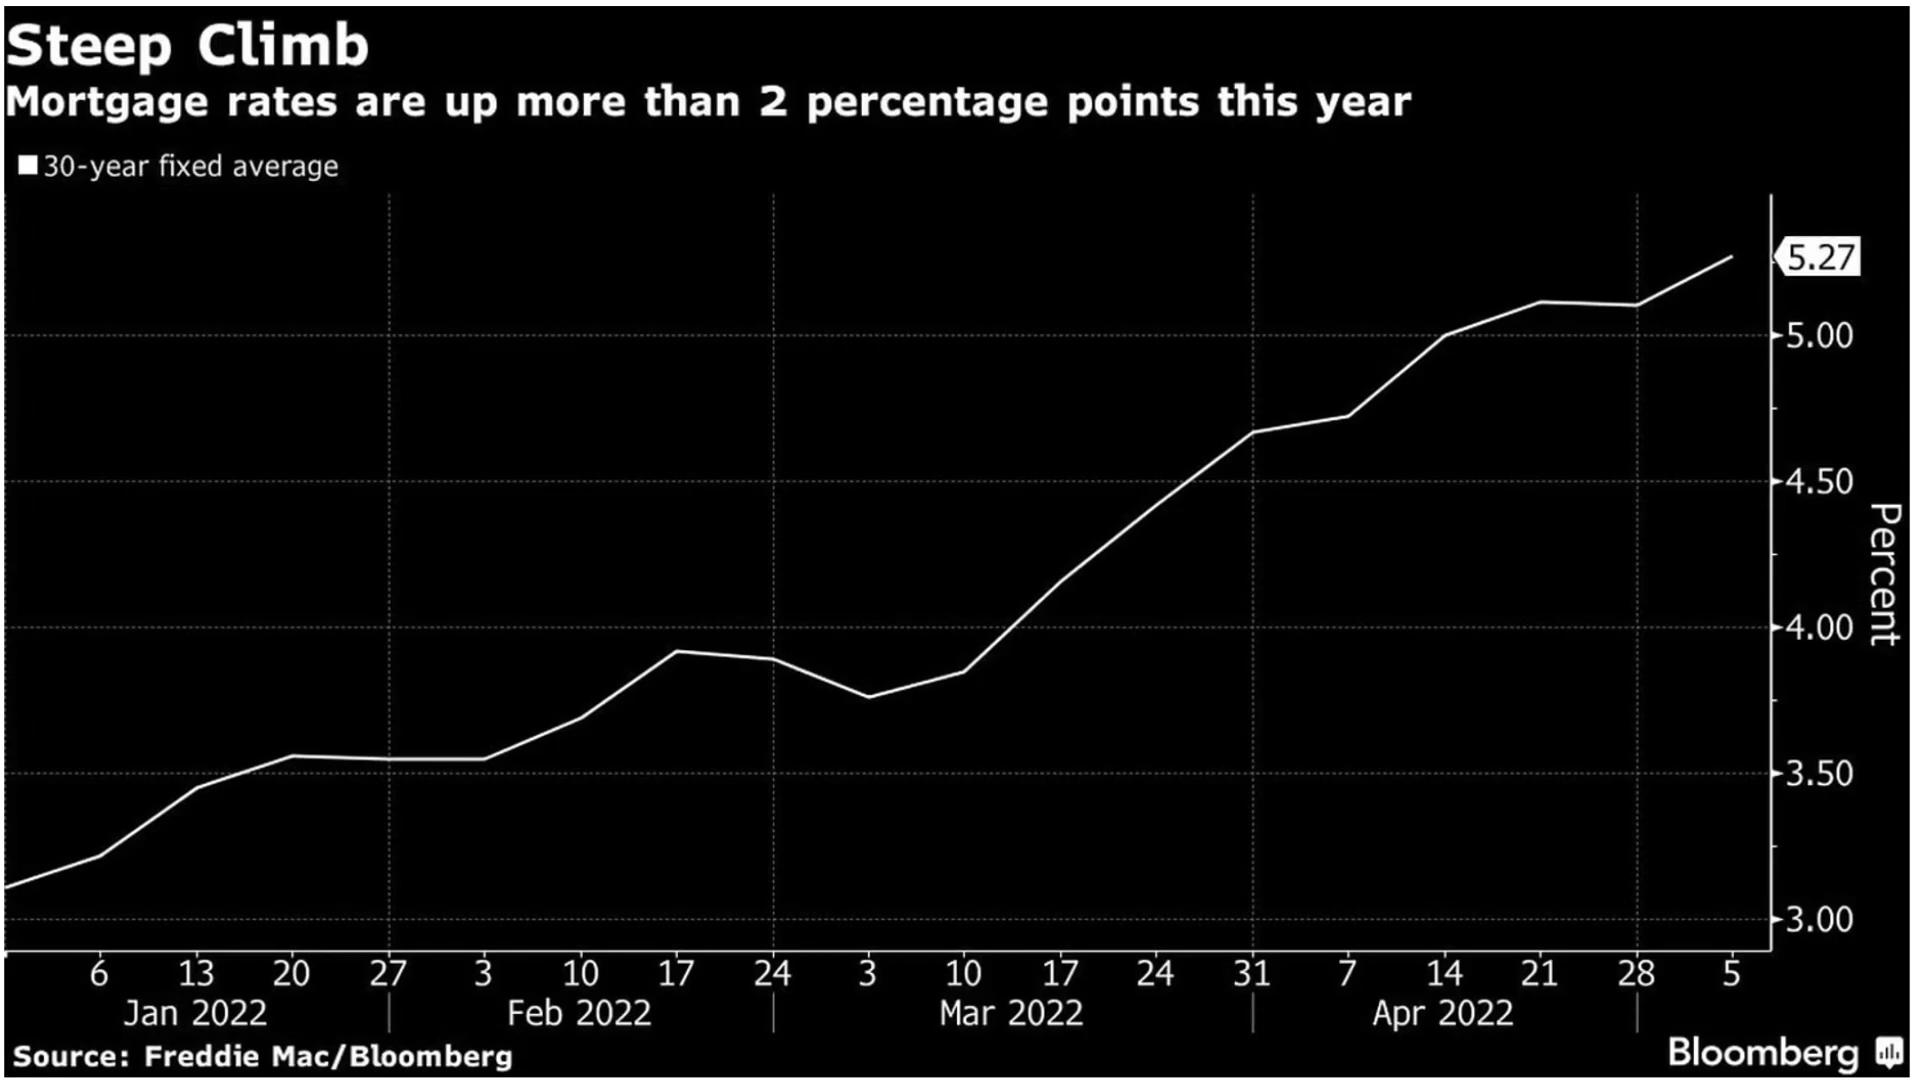 Steep Climb
Mortgage rates are up more than 2 percentage points this year
30-year fixed average
5.27
5.00
4.50
4.00
3.50
3.00
Percent
6 13 20 27 3 10 17 24 3 10 17 24 31 7 14 21 28 5
Jan 2022 Feb 2022 Mar 2022 Apr 2022
Source: Freddie Mac/Bloomberg
Bloomberg